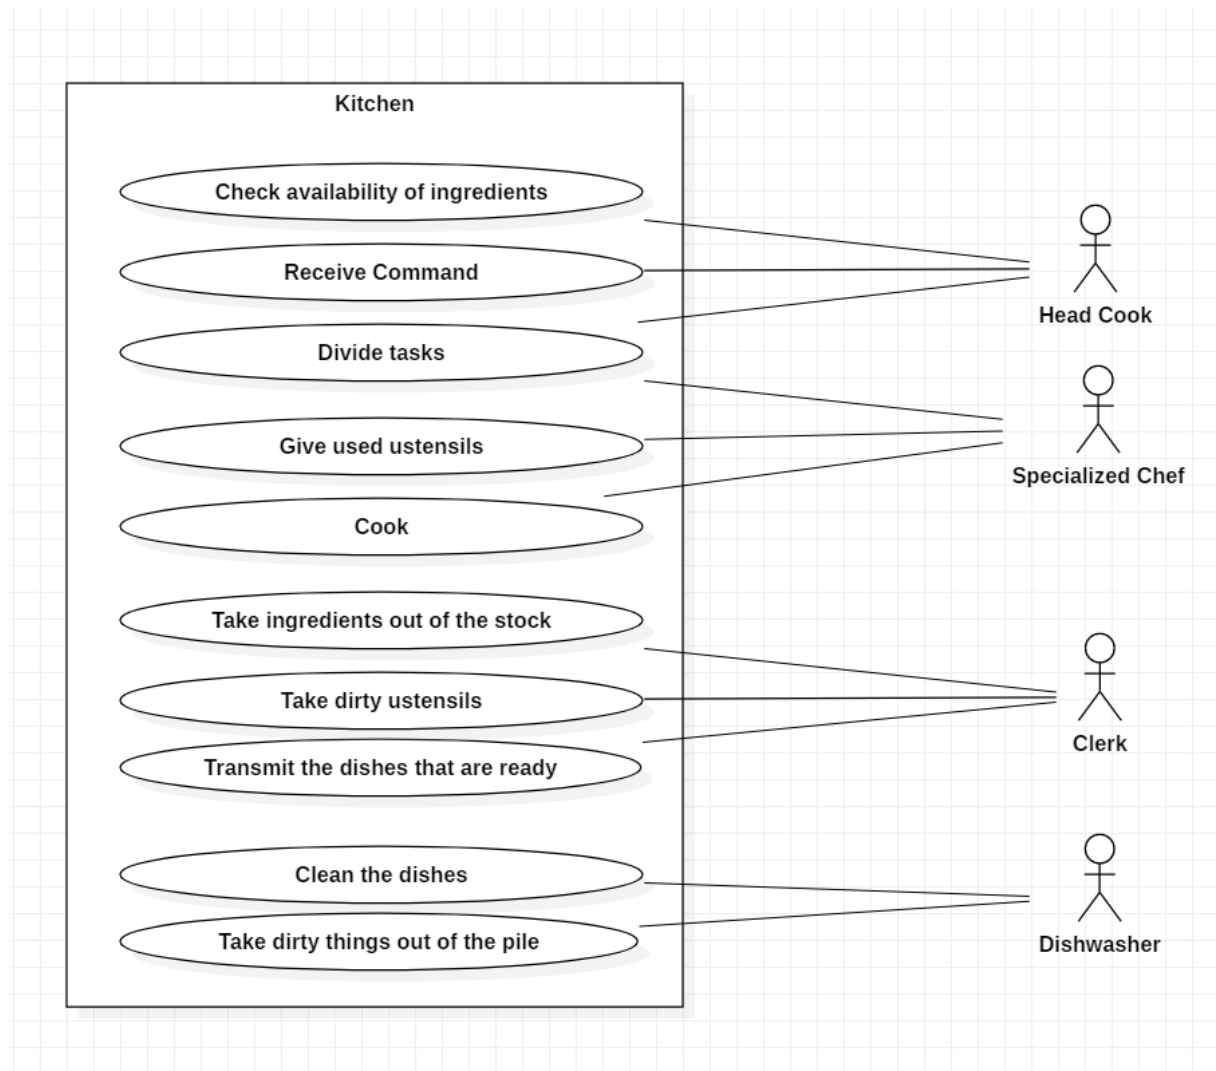 Kitchen
Check availability of ingredients
Receive Command
Divide tasks
Give used ustensils
Cook
Take ingredients out of the stock
Take dirty ustensils
Transmit the dishes that are ready
Clean the dishes
Take dirty things out of the pile
Head Cook
Specialized Chef
Clerk
Dishwasher